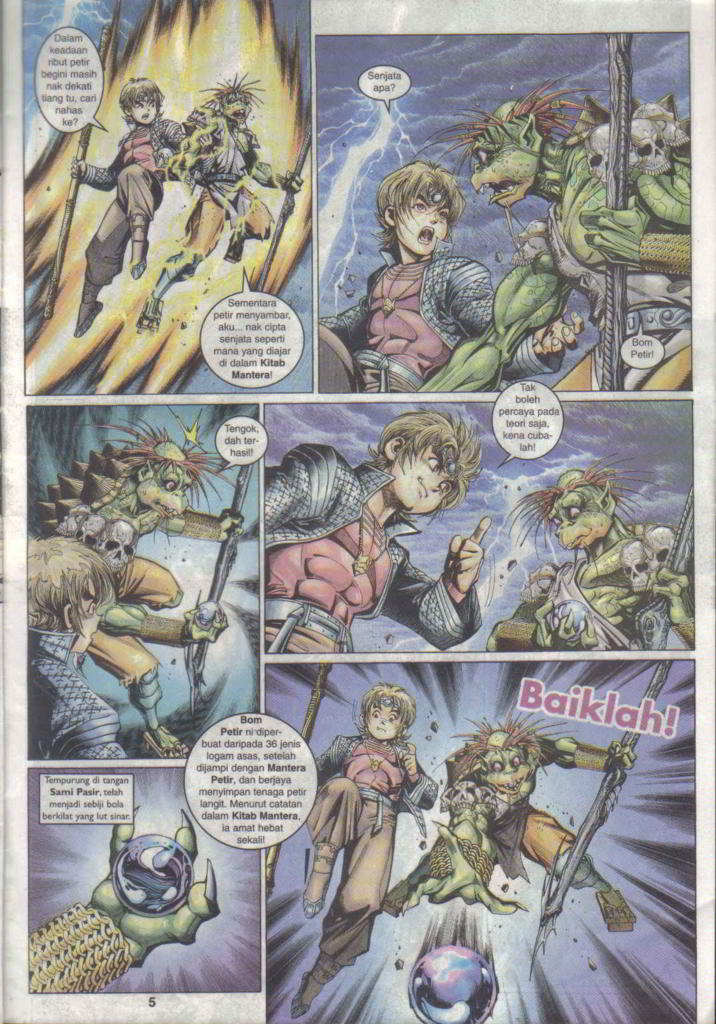 Dalam
keadaan
ribut petir
begini masih
nak dekati
tiang tu, cari
nahas
ke?
Sementara
petir menyambar,
aku... nak cipta
senjata seperti
mana yang diajar
di dalam Kitab
Mantera!
Senjata
apa?
Bom
Petir!
Tengok,
dah ter-
hasil!
Tak
boleh
percaya pada
teori saja,
kena cuba-
lah!
Tempurung di tangan
Sami Pasir, telah
menjadi sebiji bola
berkilat yang lut sinar.
Bom
Petir ni diper-
buat daripada 36 jenis
logam asas, setelah
dijampi dengan Mantera
Petir, dan berjaya
menyimpan tenaga petir
langit. Menurut catatan
dalam Kitab Mantera,
ia amat hebat
sekali!
Baiklah!
5